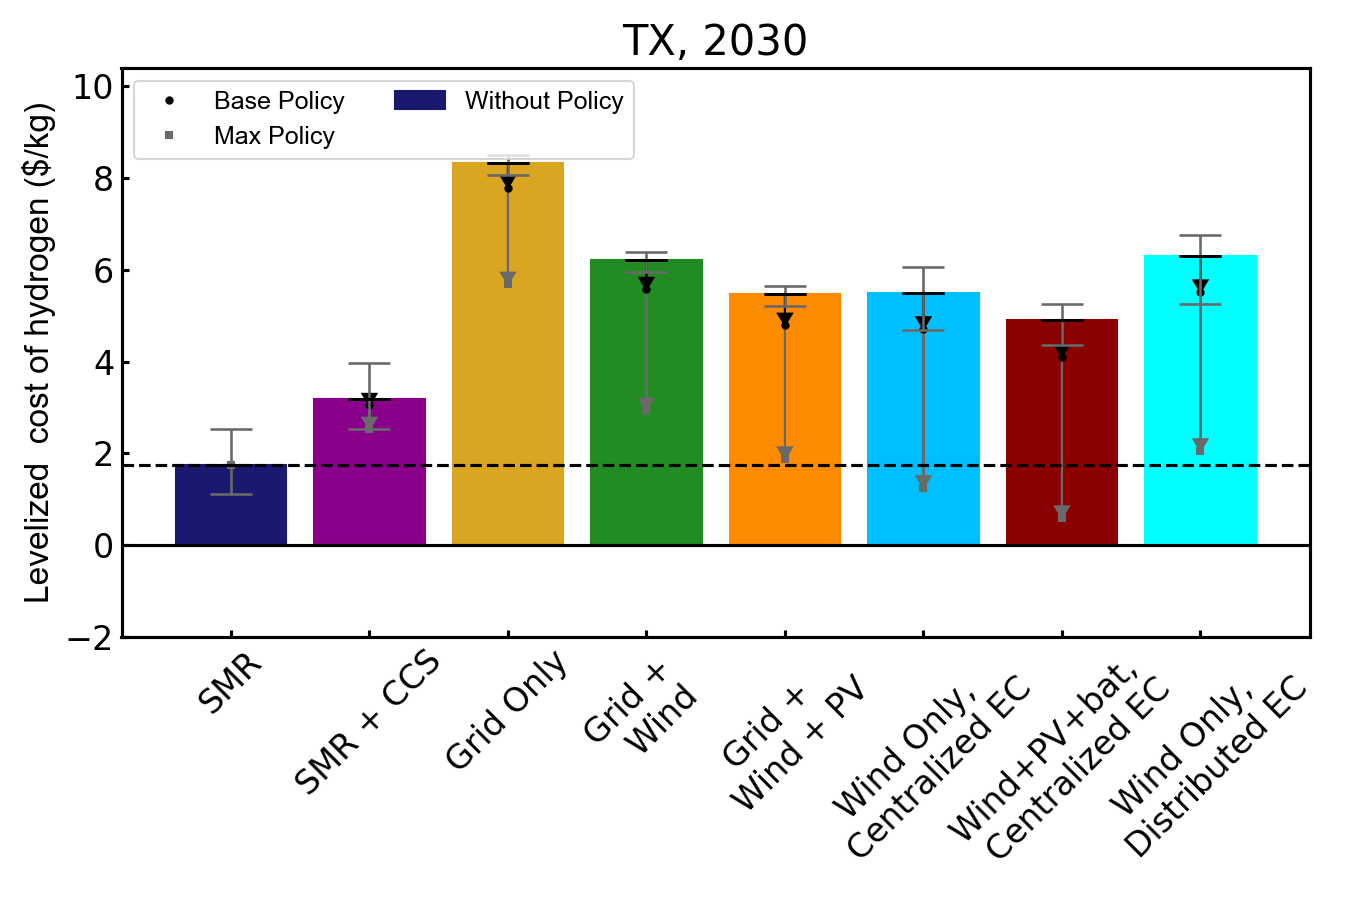 TX, 2030
Levelized cost of hydrogen ($/kg)
10
8
6
4
2
0
−2
Base Policy
Max Policy
Without Policy
SMR
SMR + CCS
Grid Only
Grid +
Wind
Grid +
Wind + PV
Wind Only,
Centralized EC
Wind+PV+bat,
Centralized EC
Wind Only,
Distributed EC